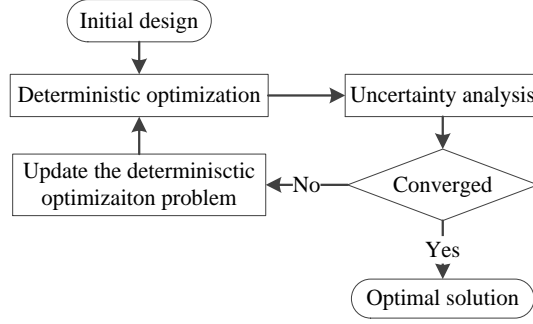 Initial design
Deterministic optimization
Uncertainty analysis
Update the determinisctic
optimizaiton problem
No
Converged
Yes
Optimal solution